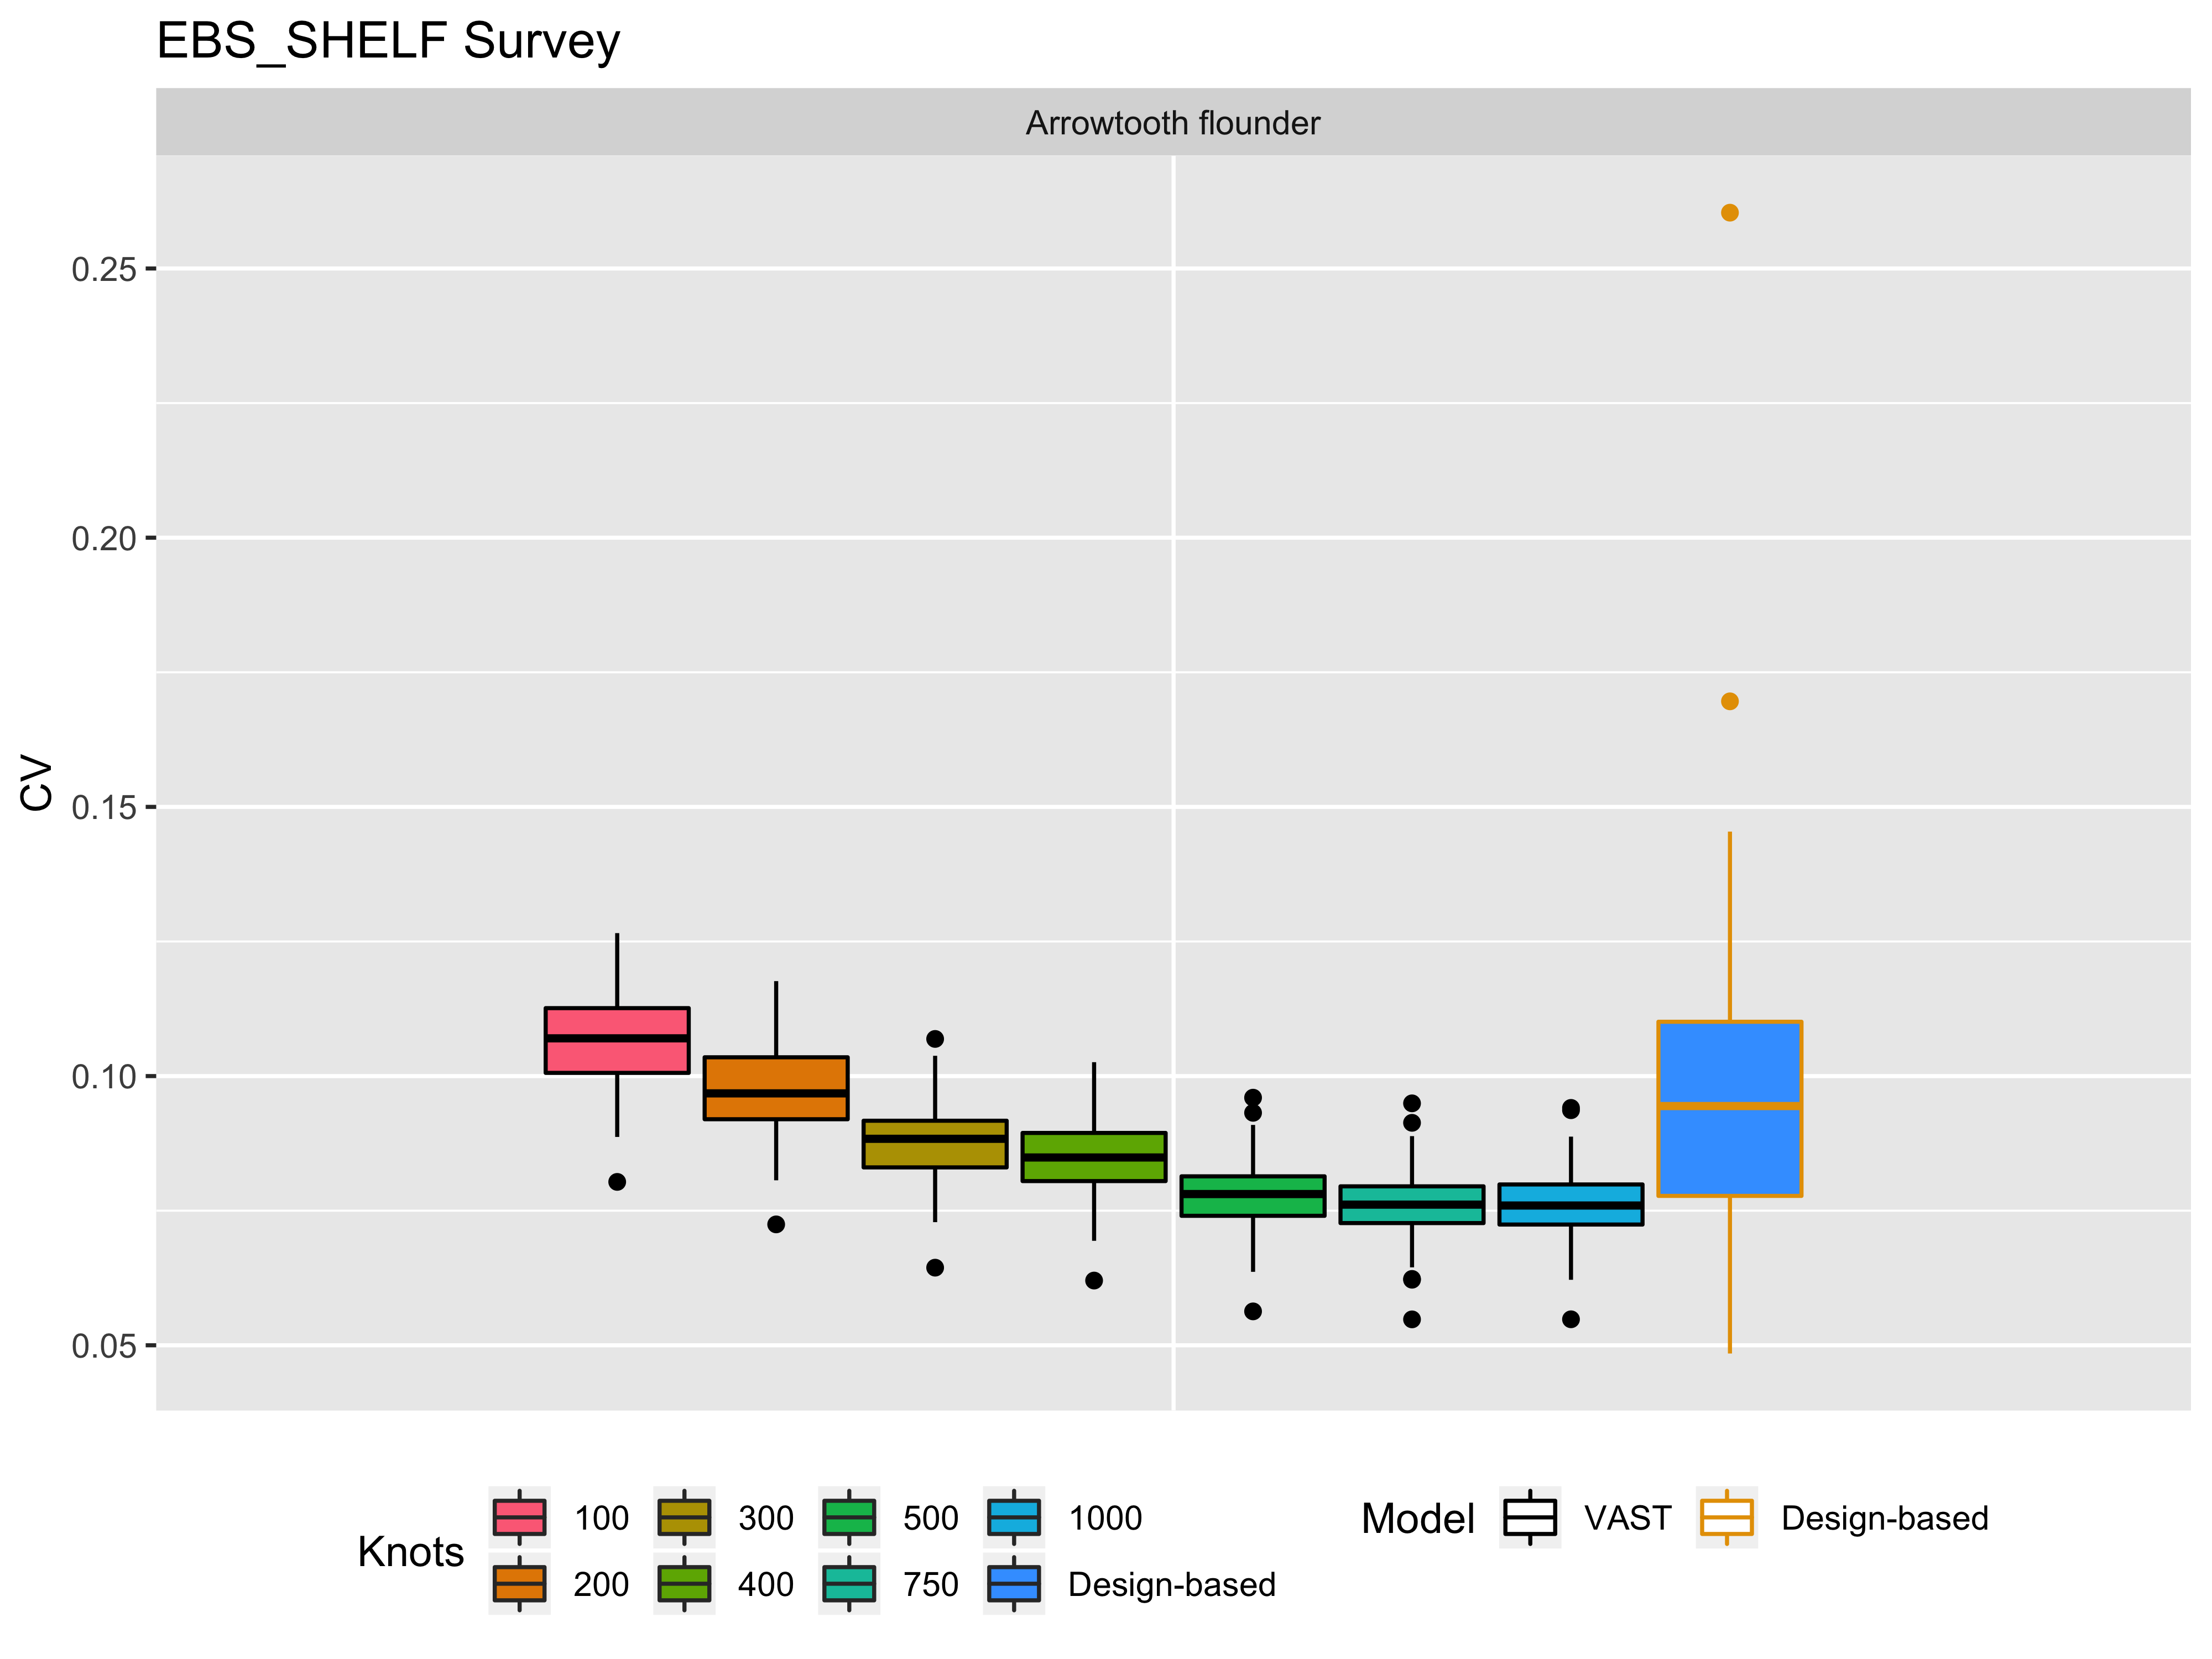 EBS_SHELF Survey
Arrowtooth flounder
0.25
0.20
0.15
0.10
0.05
CV
Knots
100 300 500 1000
200 400 750 Design-based
Model VAST Design-based